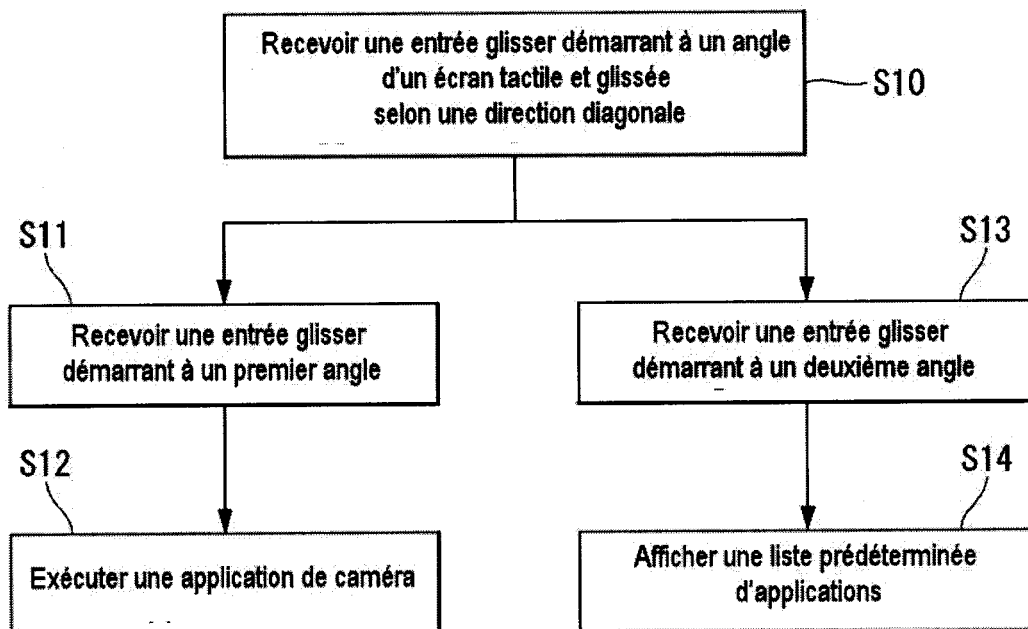 Recevoir une entrée glisser démarrant à un angle
d'un écran tactile et glissée
selon une direction diagonale
S10
S11
S13
Recevoir une entrée glisser
démarrant à un premier angle
Recevoir une entrée glisser
démarrant à un deuxième angle
S12
S14
Exécuter une application de caméra
Afficher une liste prédéterminée
d'applications